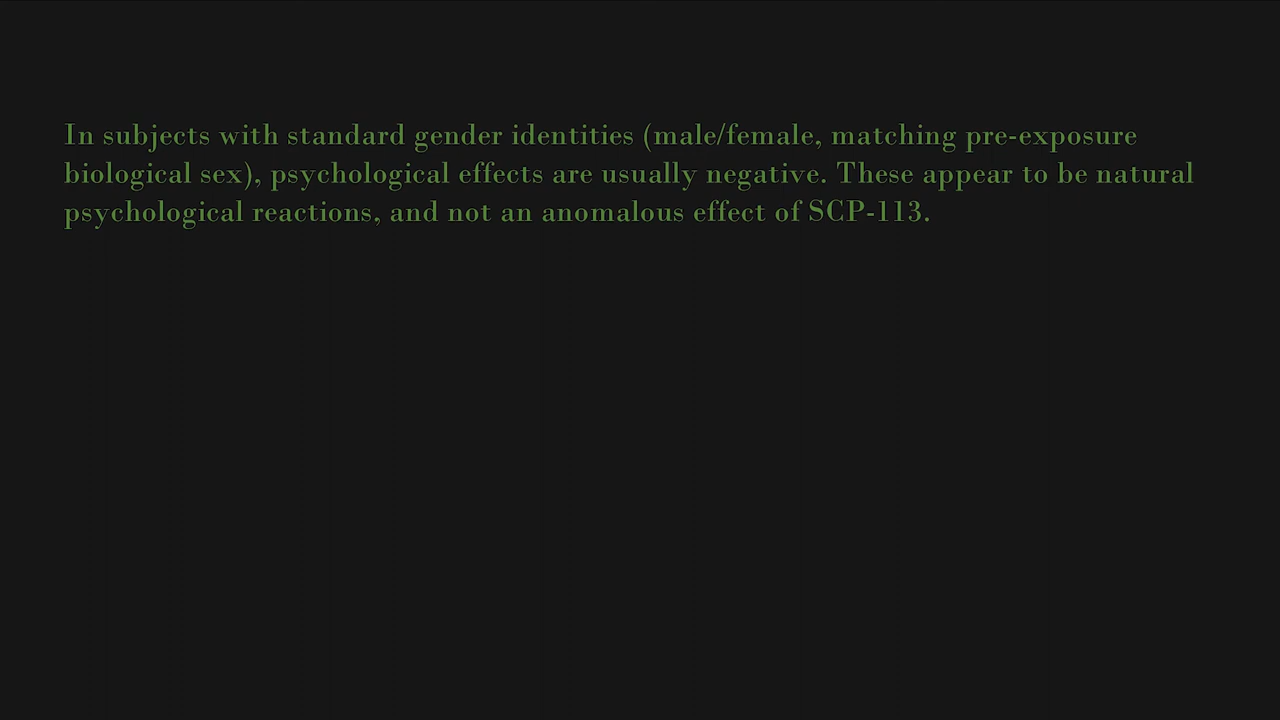 In subjects with standard gender identities (male/female, matching pre-exposure
biological sex), psychological effects are usually negative. These appear to be natural
psychological reactions, and not an anomalous effect of SCP-113.